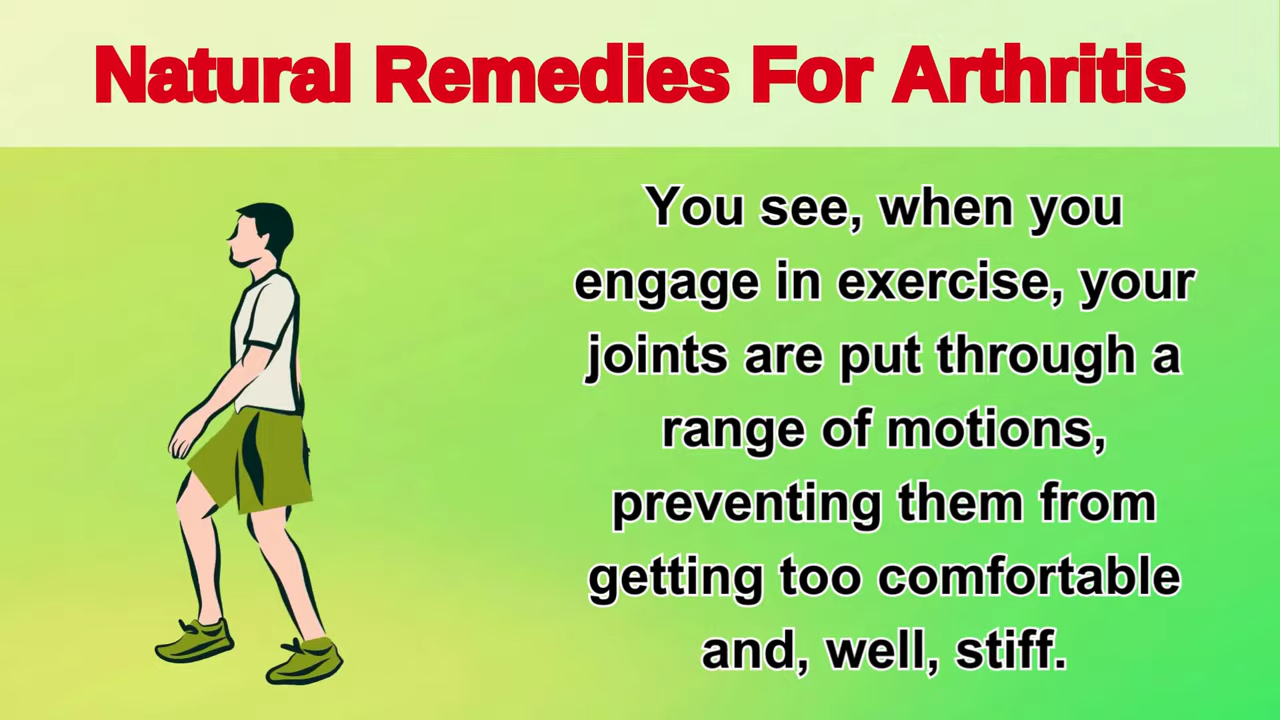 Natural Remedies For Arthritis
You see, when you
engage in exercise, your
joints are put through a
range of motions,
preventing them from
getting too comfortable
and, well, stiff.